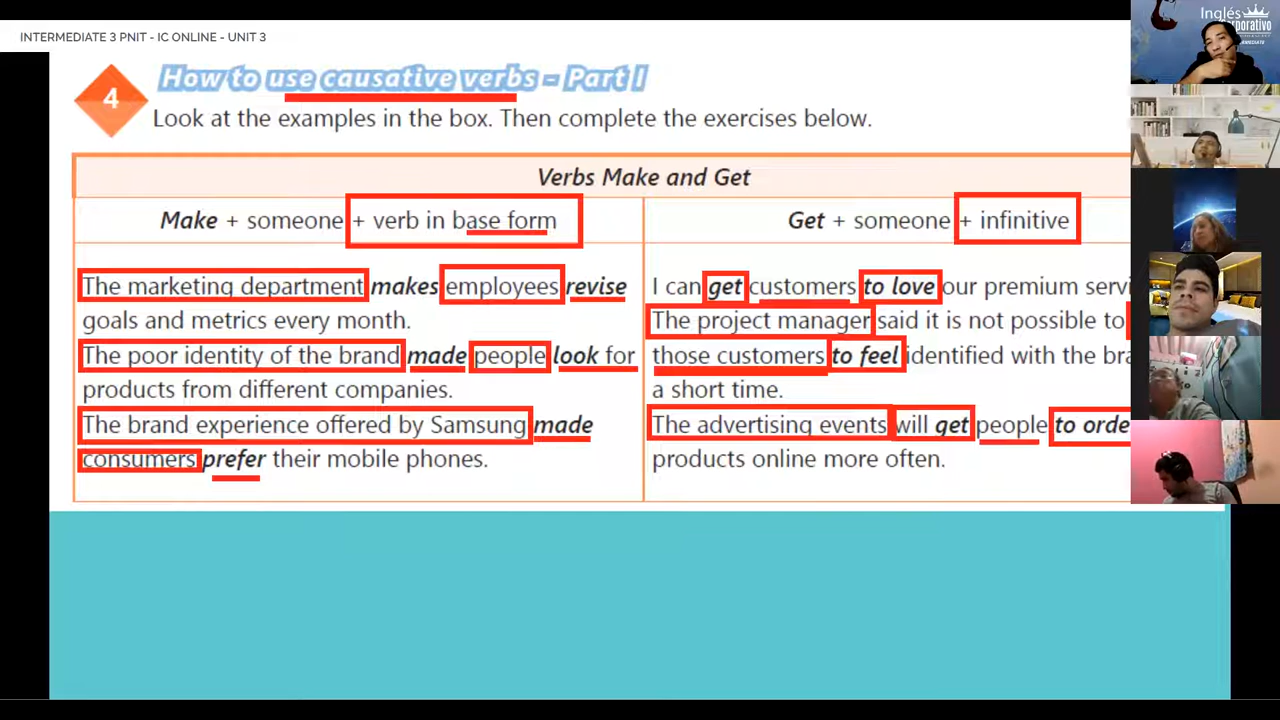 INTERMEDIATE 3 PNIT - IC ONLINE - UNIT 3
Inglés
Corporativo
4
How to use causative verbs – Part I
Look at the examples in the box. Then complete the exercises below.
Verbs Make and Get
Make + someone + verb in base form
The marketing department makes employees revise
goals and metrics every month.
The poor identity of the brand made people look for
products from different companies.
The brand experience offered by Samsung made
consumers prefer their mobile phones.
Get + someone + infinitive
I can get customers to love our premium servi
The project manager said it is not possible to
those customers to feel identified with the bra
a short time.
The advertising events will get people to orde
products online more often.